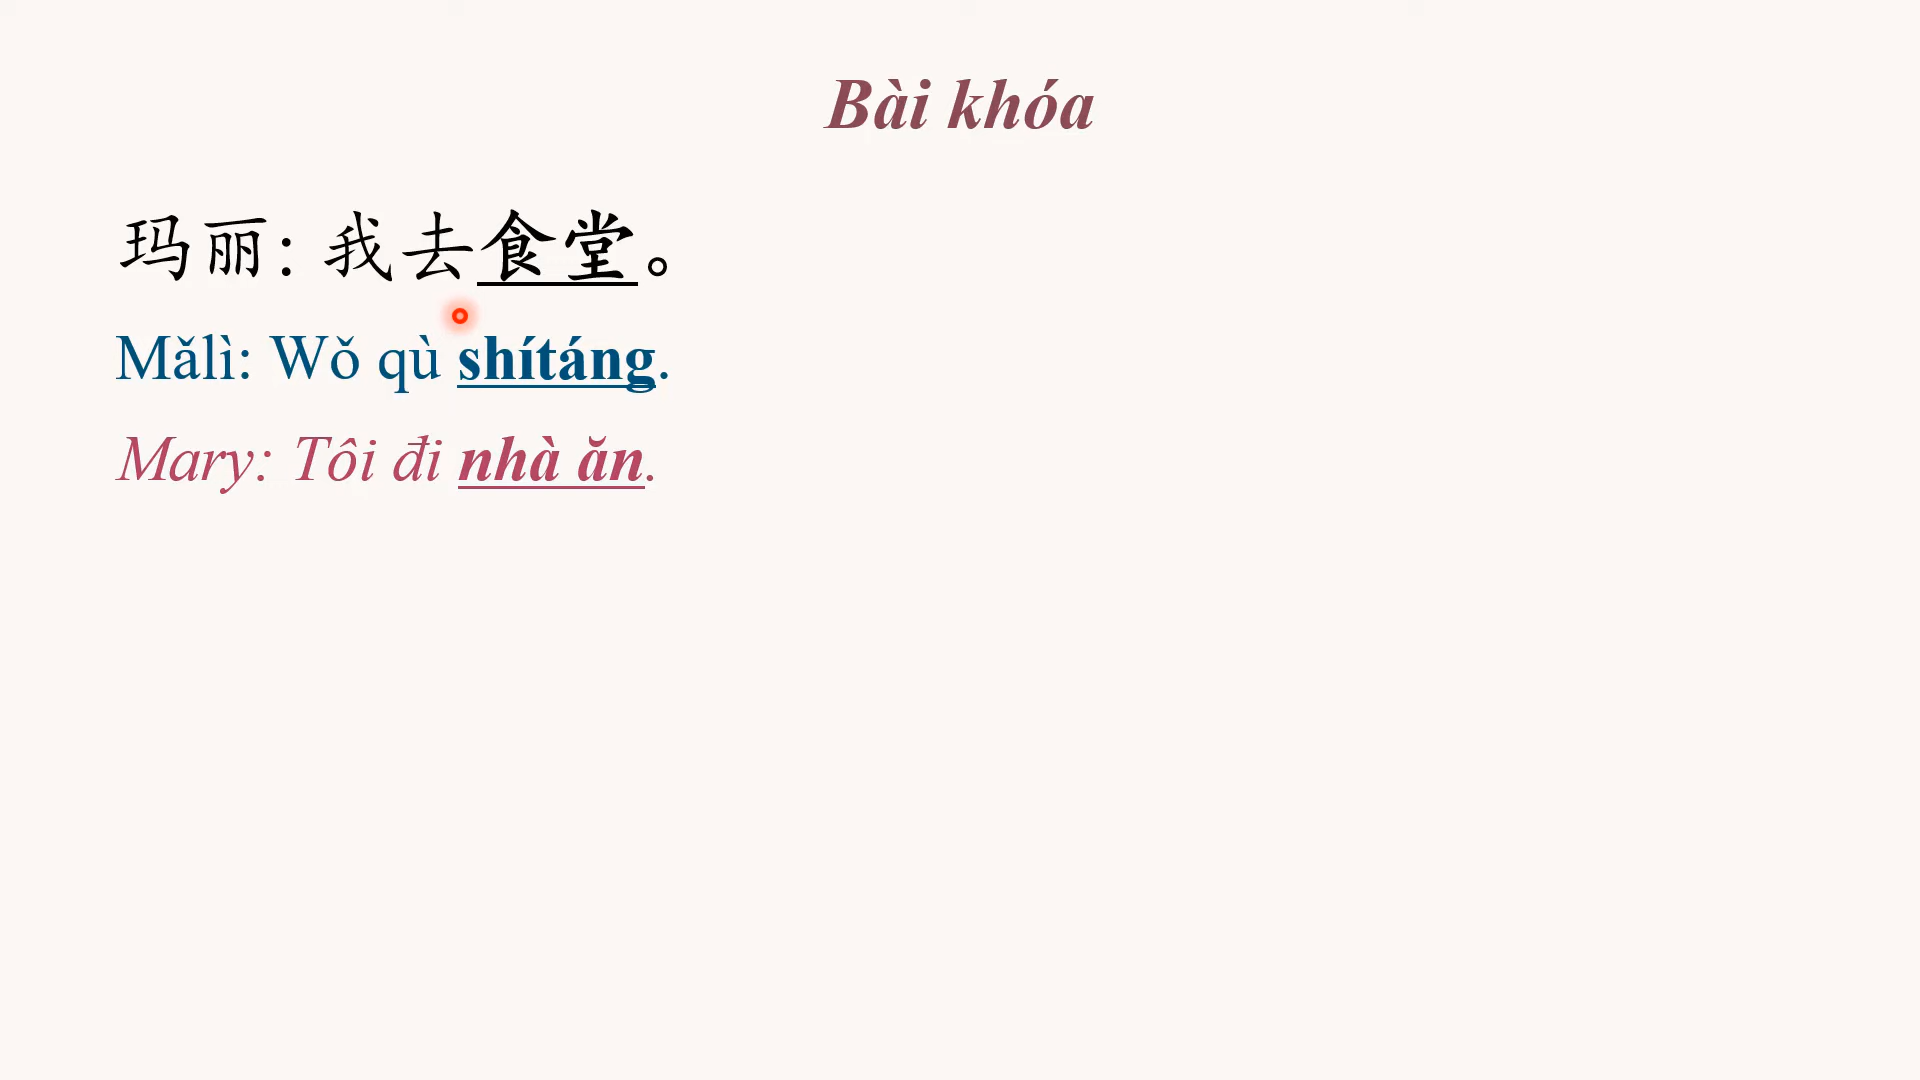 Bài khóa
玛丽: 我去食堂。
Mǎlì: Wǒ qù shítáng.
Mary: Tôi đi nhà ăn.